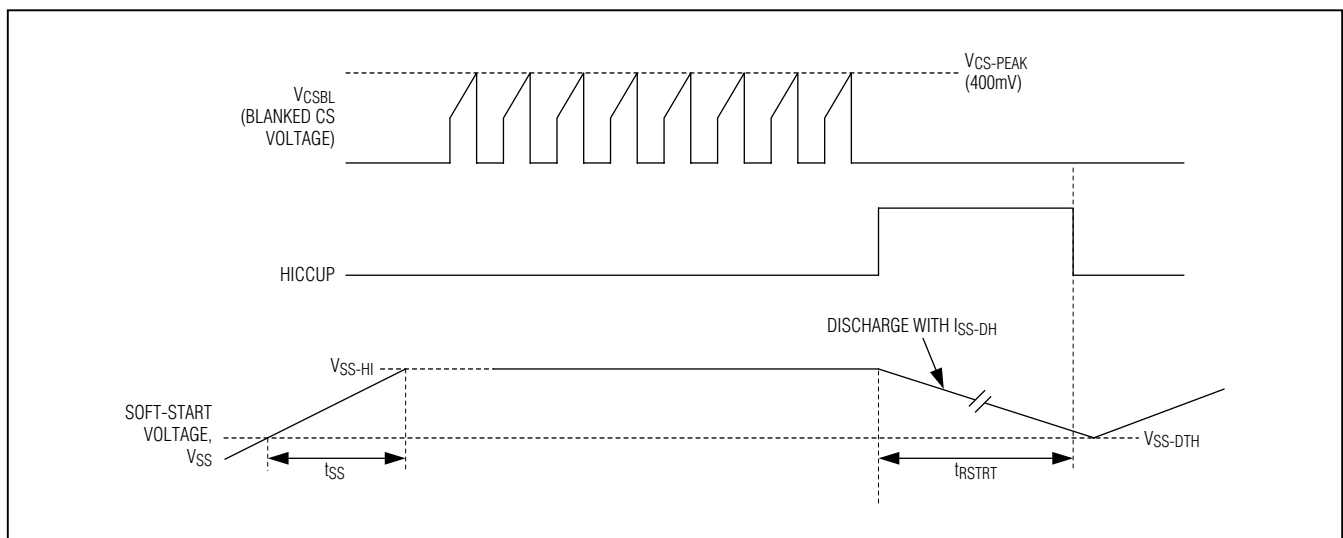 VCS-PEAK
(400mV)
VCSBL
(BLANKED CS
VOLTAGE)
HICCUP
DISCHARGE WITH ISS-DH
VSS-HI
SOFT-START
VOLTAGE,
VSS
VSS-DTH
tSS
tRSTRT